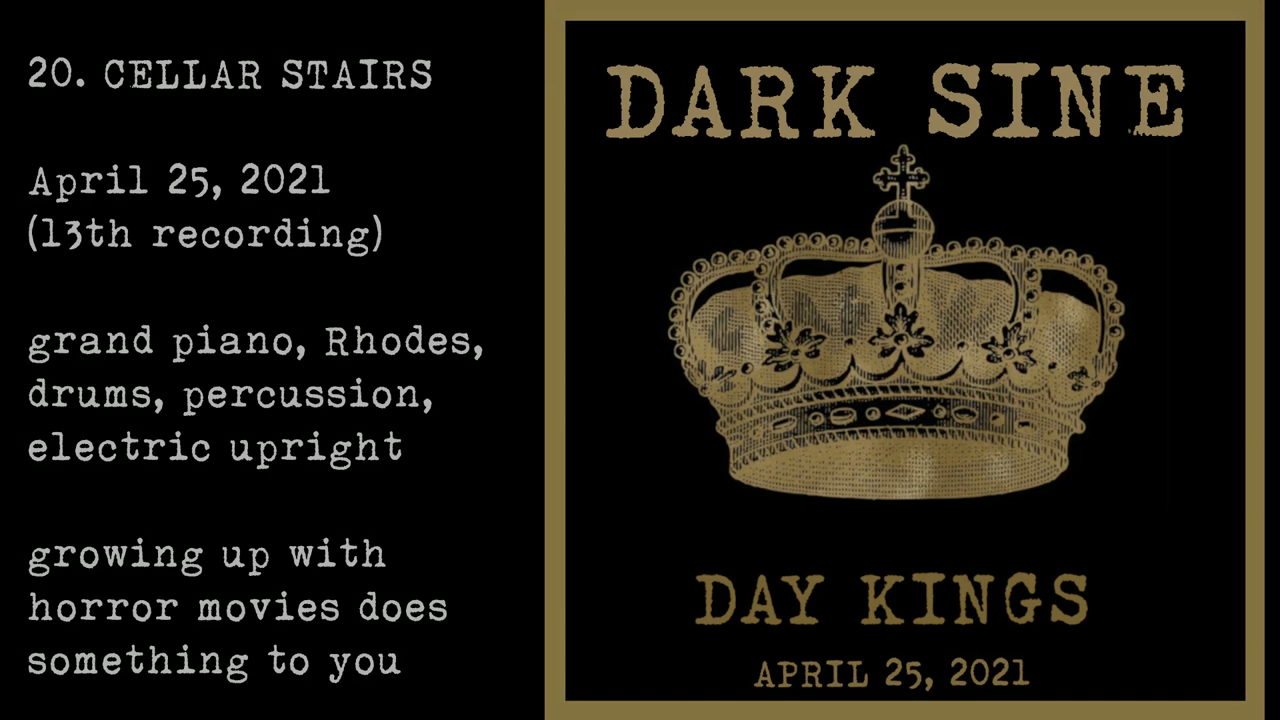 20. CELLAR STAIRS
April 25, 2021
(13th recording)
grand piano, Rhodes,
drums, percussion,
electric upright
growing up with
horror movies does
something to you
DARK SINE
DAY KINGS
APRIL 25, 2021